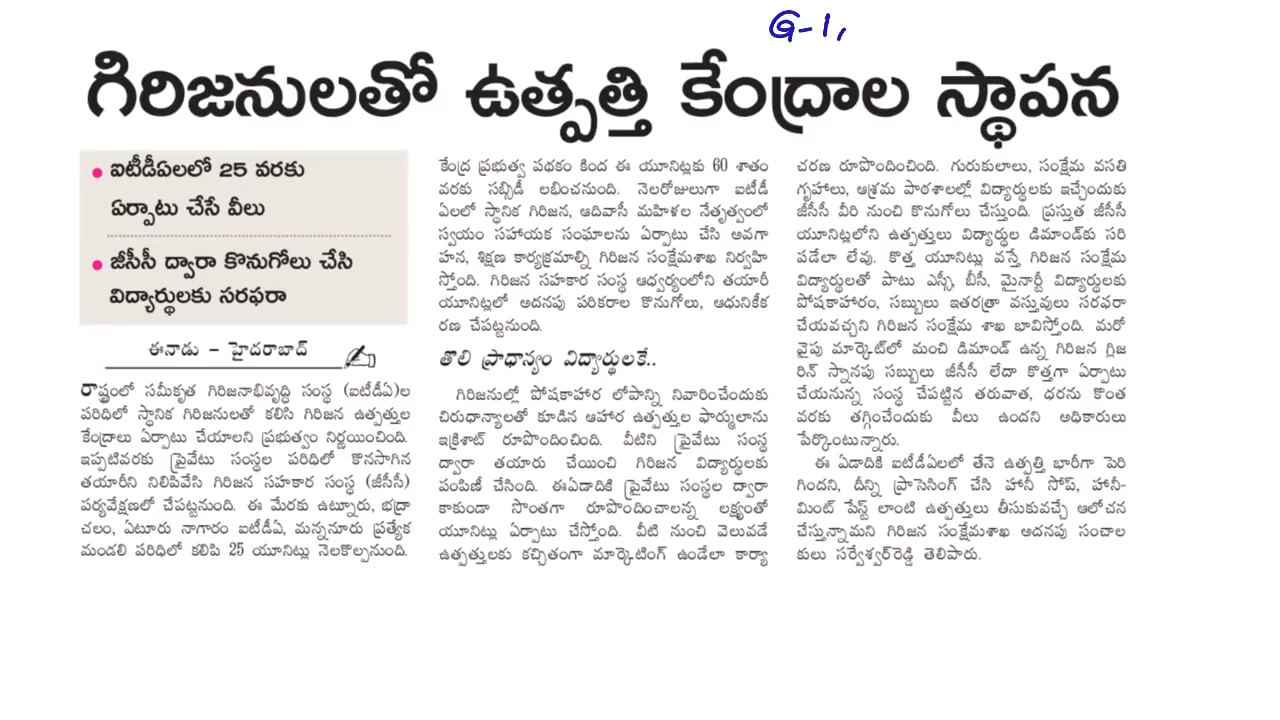 G-1,
గిరిజనులతో ఉత్పత్తి కేంద్రాల స్థాపన
• ఐటీడీఏలలో 25 వరకు
ఏర్పాటు చేసే వీలు
• జీసీసీ ద్వారా కొనుగోలు చేసి
విద్యార్థులకు సరఫరా
ఈనాడు - హైదరాబాద్
రాష్ట్రంలో సమీకృత గిరిజనాభివృద్ధి సంస్థ (ఐటీడీఏ)ల
పరిధిలో స్థానిక గిరిజనులతో కలిసి గిరిజన ఉత్పత్తుల
కేంద్రాలు ఏర్పాటు చేయాలని ప్రభుత్వం నిర్ణయించింది.
ఇప్పటివరకు ప్రైవేటు సంస్థల పరిధిలో కొనసాగిన
తయారీని నిలిపివేసి గిరిజన సహకార సంస్థ (జీసీసీ)
పర్యవేక్షణలో చేపట్టనుంది. ఈ మేరకు ఉట్నూరు, భద్రా
చలం, ఏటూరు నాగారం ఐటీడీఏ, మన్ననూరు ప్రత్యేక
మండలి పరిధిలో కలిపి 25 యూనిట్లు నెలకొల్పనుంది.
కేంద్ర ప్రభుత్వ పథకం కింద ఈ యూనిట్లకు 60 శాతం
వరకు సబ్సిడీ లభించనుంది. నెలరోజులుగా ఐటీడీ
ఏలలో స్థానిక గిరిజన, ఆదివాసీ మహిళల నేతృత్వంలో
స్వయం సహాయక సంఘాలను ఏర్పాటు చేసి అవగా
హన, శిక్షణ కార్యక్రమాల్ని గిరిజన సంక్షేమశాఖ నిర్వహి
స్తోంది. గిరిజన సహకార సంస్థ ఆధ్వర్యంలోని తయారీ
యూనిట్లలో అదనపు పరికరాల కొనుగోలు, ఆధునికీక
రణ చేపట్టనుంది.
తొలి ప్రాధాన్యం విద్యార్థులకే..
గిరిజనుల్లో పోషకాహార లోపాన్ని నివారించేందుకు
చిరుధాన్యాలతో కూడిన ఆహార ఉత్పత్తుల ఫార్ములాను
ఇక్రిశాట్ రూపొందించింది. వీటిని ప్రైవేటు సంస్థ
ద్వారా తయారు చేయించి గిరిజన విద్యార్థులకు
పంపిణీ చేసింది. ఈఏడాదికి ప్రైవేటు సంస్థల ద్వారా
కాకుండా సొంతగా రూపొందించాలన్న లక్ష్యంతో
యూనిట్లు ఏర్పాటు చేస్తోంది. వీటి నుంచి వెలువడే
ఉత్పత్తులకు కచ్చితంగా మార్కెటింగ్ ఉండేలా కార్యా
చరణ రూపొందించింది. గురుకులాలు, సంక్షేమ వసతి
గృహాలు, ఆశ్రమ పాఠశాలల్లో విద్యార్థులకు ఇచ్చేందుకు
జీసీసీ వీరి నుంచి కొనుగోలు చేస్తుంది. ప్రస్తుత జీసీసీ
యూనిట్లలోని ఉత్పత్తులు విద్యార్థుల డిమాండ్‌కు సరి
పడేలా లేవు. కొత్త యూనిట్లు వస్తే గిరిజన సంక్షేమ
విద్యార్థులతో పాటు ఎస్సీ, బీసీ, మైనార్టీ విద్యార్థులకు
పోషకాహారం, సబ్బులు ఇతరత్రా వస్తువులు సరఫరా
చేయవచ్చని గిరిజన సంక్షేమ శాఖ భావిస్తోంది. మరో
వైపు మార్కెట్‌లో మంచి డిమాండ్ ఉన్న గిరిజన గ్లిజ
రిన్ స్నానపు సబ్బులు జీసీసీ లేదా కొత్తగా ఏర్పాటు
చేయనున్న సంస్థ చేపట్టిన తరువాత, ధరను కొంత
వరకు తగ్గించేందుకు వీలు ఉందని అధికారులు
పేర్కొంటున్నారు.
ఈ ఏడాదికి ఐటీడీఏలలో తేనె ఉత్పత్తి భారీగా పెరి
గిందని, దీన్ని ప్రాసెసింగ్ చేసి హనీ సోప్, హనీ-
మింట్ పేస్ట్ లాంటి ఉత్పత్తులు తీసుకువచ్చే ఆలోచన
చేస్తున్నామని గిరిజన సంక్షేమశాఖ అదనపు సంచాల
కులు సర్వేశ్వర్‌రెడ్డి తెలిపారు.